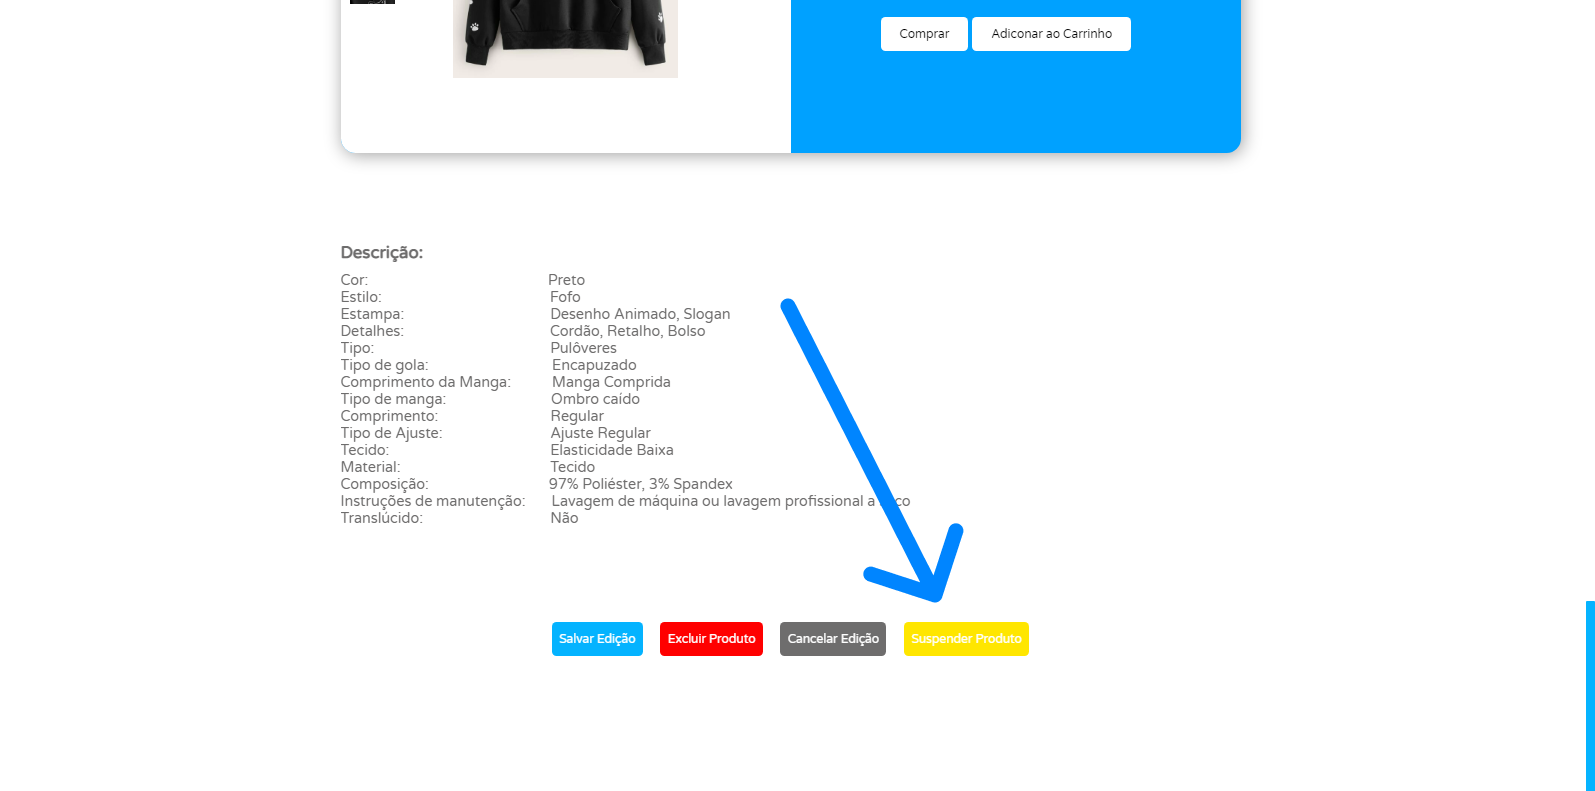 Comprar
Adiconar ao Carrinho
Descrição:
Cor: Preto
Estilo: Fofo
Estampa: Desenho Animado, Slogan
Detalhes: Cordão, Retalho, Bolso
Tipo: Pulôveres
Tipo de gola: Encapuzado
Comprimento da Manga: Manga Comprida
Tipo de manga: Ombro caído
Comprimento: Regular
Tipo de Ajuste: Ajuste Regular
Tecido: Elasticidade Baixa
Material: Tecido
Composição: 97% Poliéster, 3% Spandex
Instruções de manutenção: Lavagem de máquina ou lavagem profissional a
Translúcido: Não
Salvar Edição
Excluir Produto
Cancelar Edição
Suspender Produto